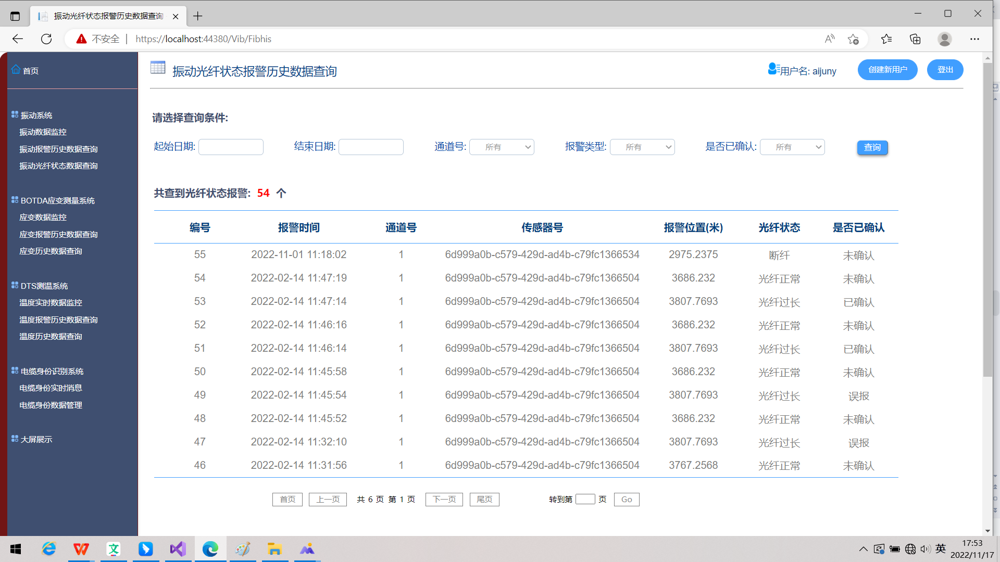 振动光纤状态报警历史数据查询
不安全 https://localhost:44380/Vib/Fibhis
首页
振动系统
振动数据监控
振动报警历史数据查询
振动光纤状态数据查询
BOTDA应变测量系统
应变数据监控
应变报警历史数据查询
应变历史数据查询
DTS测温系统
温度实时数据监控
温度报警历史数据查询
温度历史数据查询
电缆身份识别系统
电缆身份实时消息
电缆身份数据管理
大屏展示
振动光纤状态报警历史数据查询
用户名: aijuny
创建新用户
登出
请选择查询条件:
起始日期: 结束日期: 通道号: 所有 报警类型: 所有 是否已确认: 所有 查询
共查到光纤状态报警: 54 个
编号 报警时间 通道号 传感器号 报警位置(米) 光纤状态 是否已确认
55 2022-11-01 11:18:02 1 6d999a0b-c579-429d-ad4b-c79fc1366534 2975.2375 断纤 未确认
54 2022-02-14 11:47:19 1 6d999a0b-c579-429d-ad4b-c79fc1366504 3686.232 光纤正常 未确认
53 2022-02-14 11:47:14 1 6d999a0b-c579-429d-ad4b-c79fc1366504 3807.7693 光纤过长 已确认
52 2022-02-14 11:46:16 1 6d999a0b-c579-429d-ad4b-c79fc1366504 3686.232 光纤正常 未确认
51 2022-02-14 11:46:14 1 6d999a0b-c579-429d-ad4b-c79fc1366504 3807.7693 光纤过长 已确认
50 2022-02-14 11:45:58 1 6d999a0b-c579-429d-ad4b-c79fc1366504 3686.232 光纤正常 未确认
49 2022-02-14 11:45:54 1 6d999a0b-c579-429d-ad4b-c79fc1366504 3807.7693 光纤过长 误报
48 2022-02-14 11:45:52 1 6d999a0b-c579-429d-ad4b-c79fc1366504 3686.232 光纤正常 未确认
47 2022-02-14 11:32:10 1 6d999a0b-c579-429d-ad4b-c79fc1366504 3807.7693 光纤过长 误报
46 2022-02-14 11:31:56 1 6d999a0b-c579-429d-ad4b-c79fc1366504 3767.2568 光纤正常 未确认
首页 上一页 共 6 页 第 1 页 下一页 尾页 转到第 页 Go
英
17:53
2022/11/17